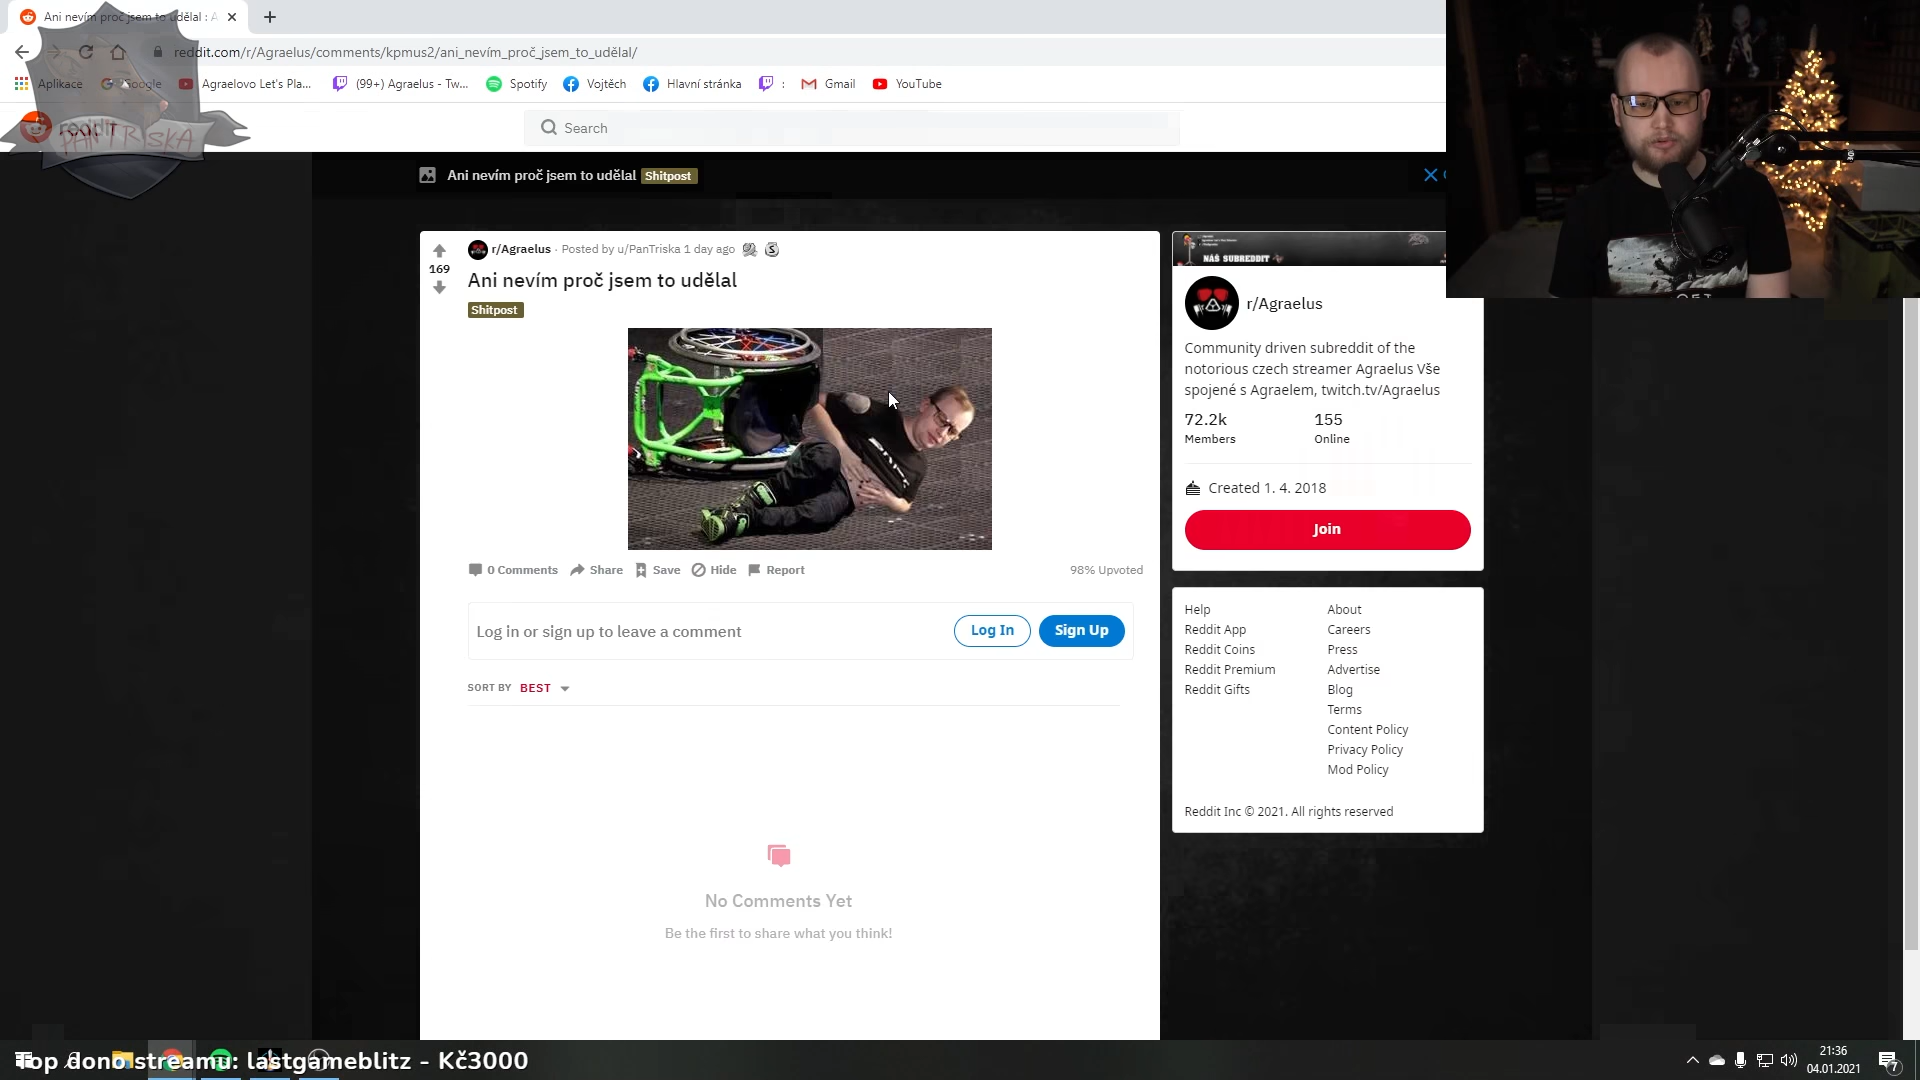 Ani nevím proč jsem to udělal : A
reddit.com/r/Agraelus/comments/kpmus2/ani_nevím_proč_jsem_to_udělal/
Aplikace
Google
Agraelovo Let's Pla...
(99+) Agraelus - Tw...
Spotify
Vojtěch
Hlavní stránka
:
Gmail
YouTube
reddit
PANTRISKA
Search
Ani nevím proč jsem to udělal Shitpost
r/Agraelus · Posted by u/PanTriska 1 day ago
169
Ani nevím proč jsem to udělal
Shitpost
0 Comments Share Save Hide Report 98% Upvoted
Log in or sign up to leave a comment
Log In
Sign Up
SORT BY BEST
No Comments Yet
Be the first to share what you think!
NÁŠ SUBREDDIT
r/Agraelus
Community driven subreddit of the
notorious czech streamer Agraelus Vše
spojené s Agraelem, twitch.tv/Agraelus
72.2k 155
Members Online
Created 1. 4. 2018
Join
Help About
Reddit App Careers
Reddit Coins Press
Reddit Premium Advertise
Reddit Gifts Blog
Terms
Content Policy
Privacy Policy
Mod Policy
Reddit Inc © 2021. All rights reserved
Top dono streamu: lastgameblitz - Kč3000
21:36
04.01.2021
7